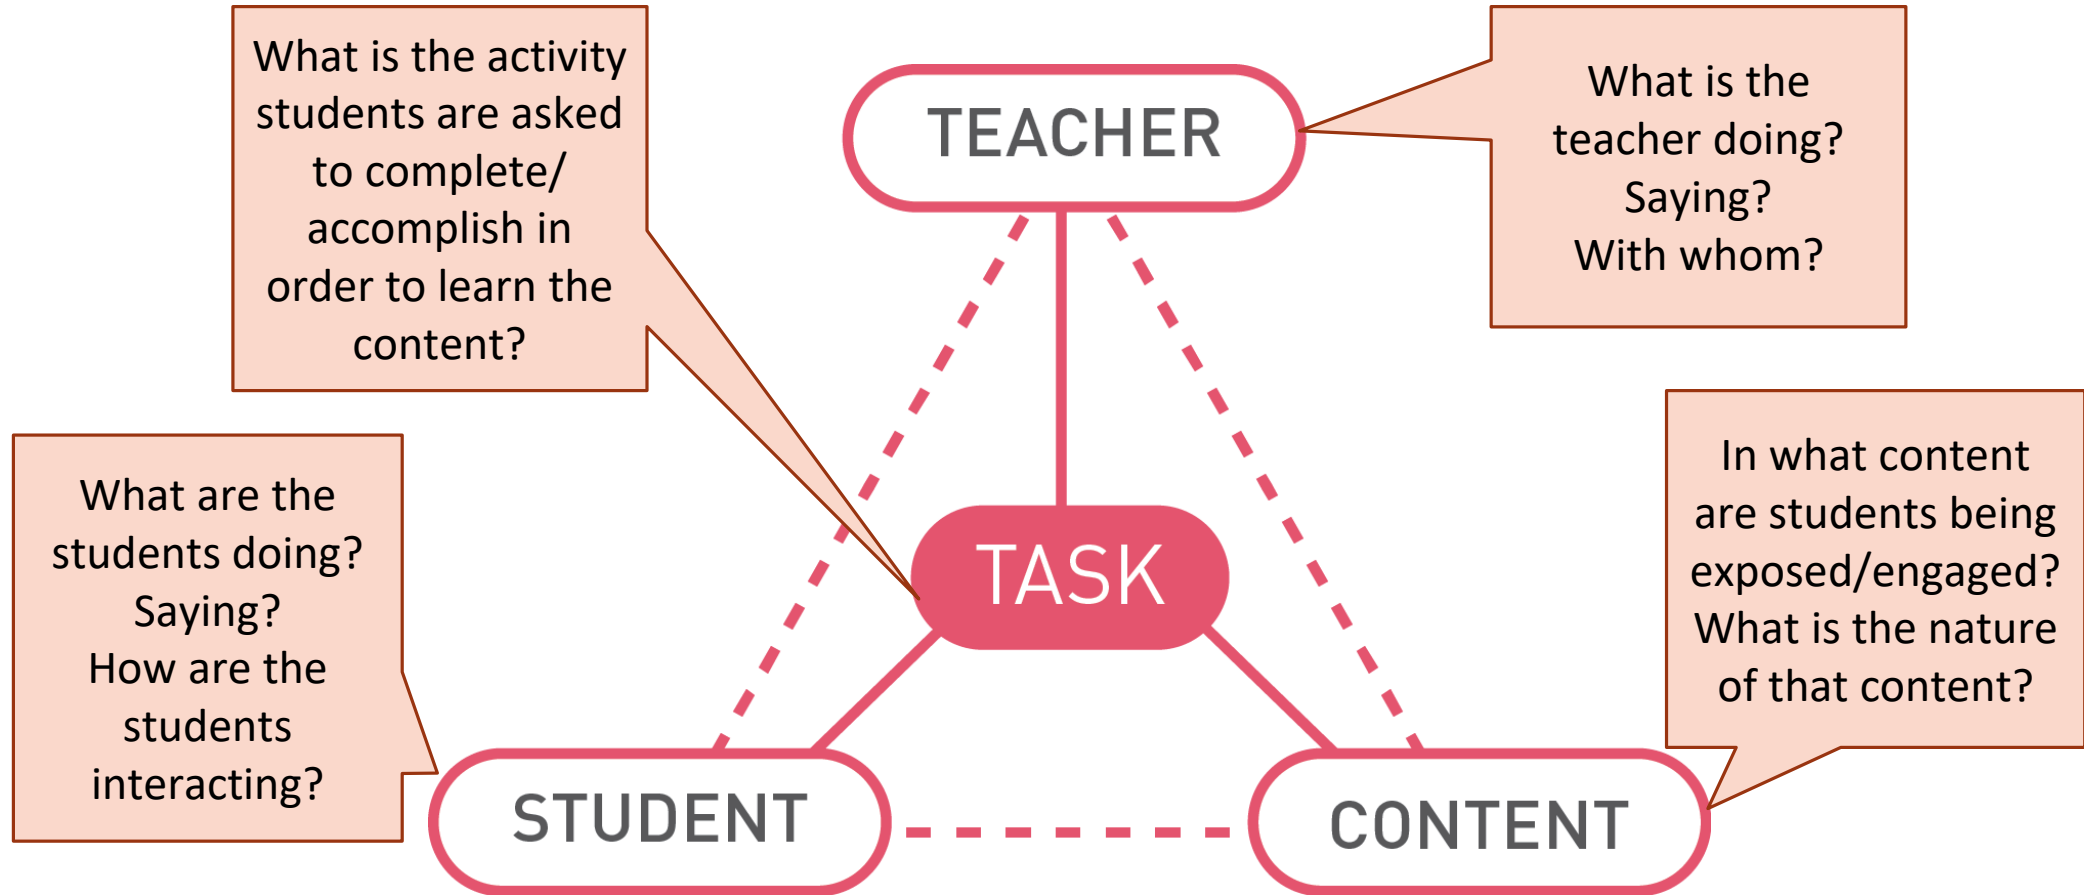 What is the activity
students are asked
to complete/
accomplish in
order to learn the
content?
TEACHER
What is the
teacher doing?
Saying?
With whom?
What are the
students doing?
Saying?
How are the
students
interacting?
TASK
In what content
are students being
exposed/engaged?
What is the nature
of that content?
STUDENT
CONTENT